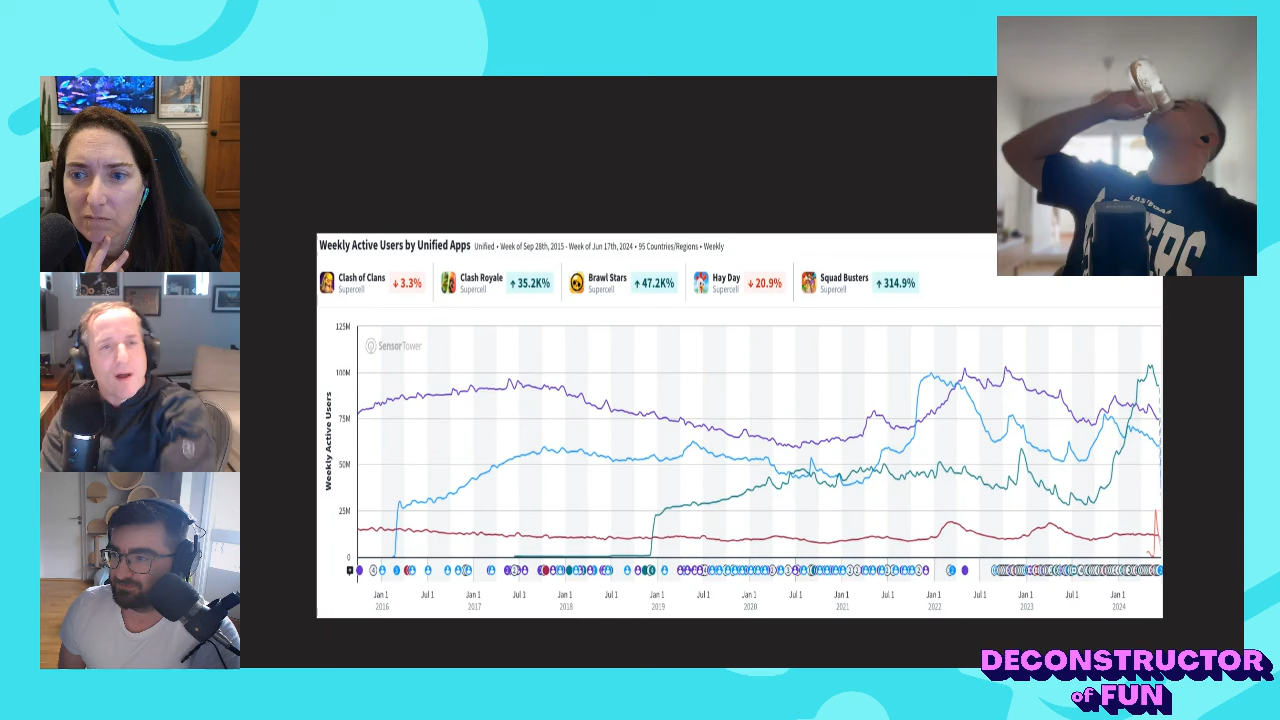 Weekly Active Users by Unified Apps Unified • Week of Sep 28th, 2015 - Week of Jun 17th, 2024 • 95 Countries/Regions • Weekly
Clash of Clans ↓ 3.3% Clash Royale ↑ 35.2K% Brawl Stars ↑ 47.2K% Hay Day ↓ 20.9% Squad Busters ↑ 314.9%
Supercell Supercell Supercell Supercell Supercell
SensorTower
Weekly Active Users
125M
100M
75M
50M
25M
0
Jan 1 Jul 1 Jan 1 Jul 1 Jan 1 Jul 1 Jan 1 Jul 1 Jan 1 Jul 1 Jan 1 Jul 1 Jan 1 Jul 1 Jan 1 Jul 1 Jan 1
2016 2017 2018 2019 2020 2021 2022 2023 2024
DECONSTRUCTOR
of FUN